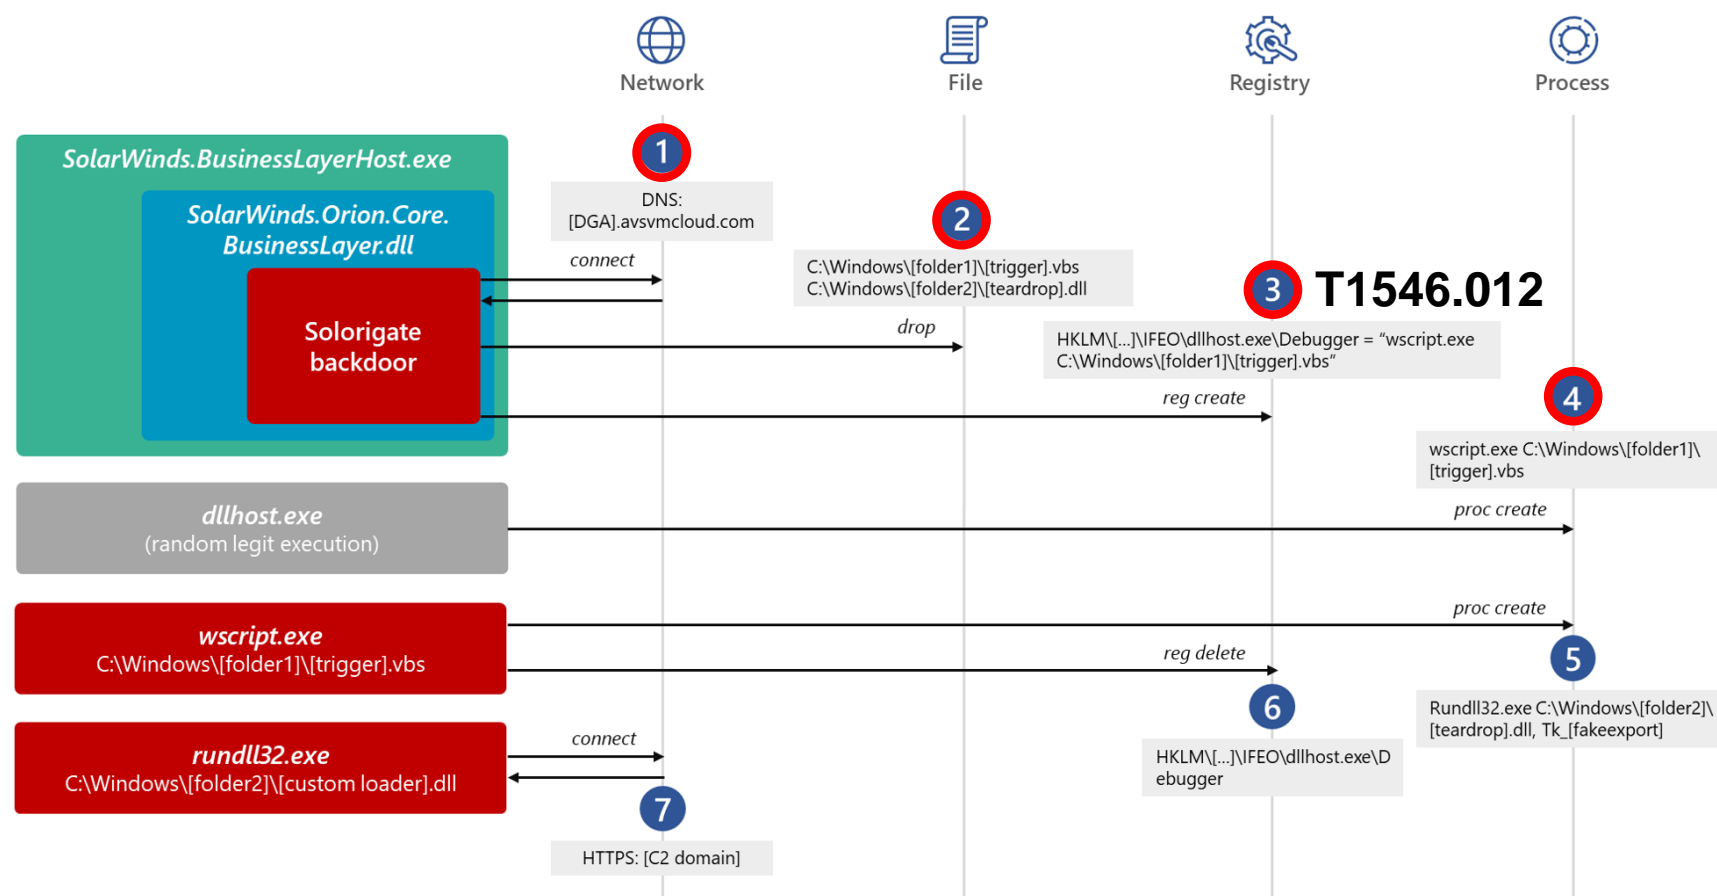 Network
File
Registry
Process
SolarWinds.BusinessLayerHost.exe
SolarWinds.Orion.Core.
BusinessLayer.dll
Solorigate
backdoor
1
DNS:
[DGA].avsvmcloud.com
connect
2
C:\Windows\[folder1]\[trigger].vbs
C:\Windows\[folder2]\[teardrop].dll
drop
3
T1546.012
HKLM\[...]\IFEO\dllhost.exe\Debugger = “wscript.exe
C:\Windows\[folder1]\[trigger].vbs”
reg create
4
wscript.exe C:\Windows\[folder1]\
[trigger].vbs
dllhost.exe
(random legit execution)
proc create
wscript.exe
C:\Windows\[folder1]\[trigger].vbs
proc create
reg delete
5
Rundll32.exe C:\Windows\[folder2]\
[teardrop].dll, Tk_[fakeexport]
6
HKLM\[...]\IFEO\dllhost.exe\D
ebugger
rundll32.exe
C:\Windows\[folder2]\[custom loader].dll
connect
7
HTTPS: [C2 domain]